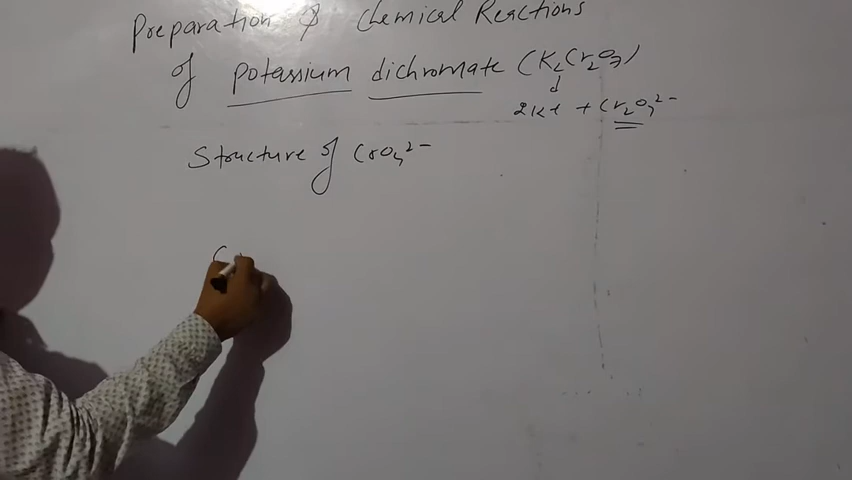 Preparation & Chemical Reactions
of potassium dichromate (K₂Cr₂O₇)
2K+ + Cr₂O₇²⁻
Structure of CrO₄²⁻
C